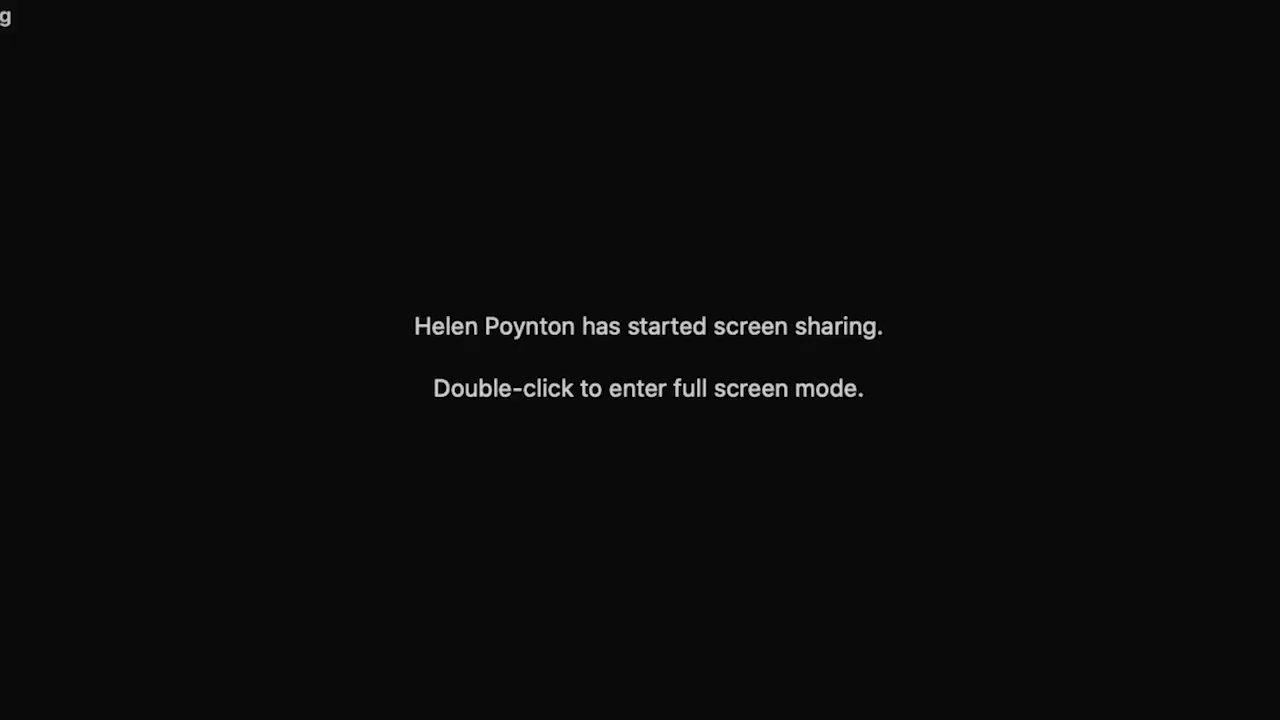 g
Helen Poynton has started screen sharing.
Double-click to enter full screen mode.